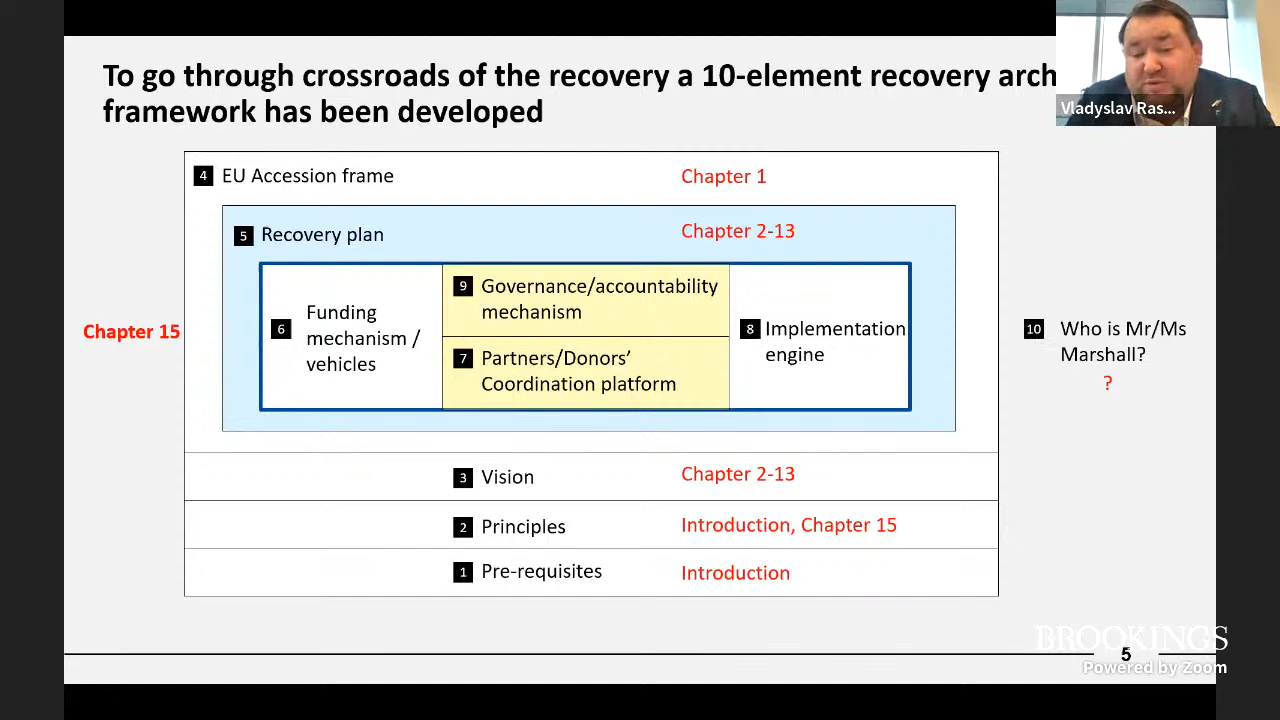 To go through crossroads of the recovery a 10-element recovery arch
framework has been developed
Vladyslav Ras...
4 EU Accession frame Chapter 1
5 Recovery plan Chapter 2-13
9 Governance/accountability
mechanism
6 Funding
mechanism /
vehicles
8 Implementation
engine
7 Partners/Donors’
Coordination platform
Chapter 15
10 Who is Mr/Ms
Marshall?
?
3 Vision Chapter 2-13
2 Principles Introduction, Chapter 15
1 Pre-requisites Introduction
BROOKINGS
5
Powered by Zoom